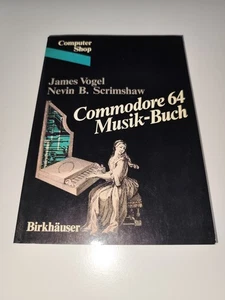 Computer
Shop
James Vogel
Nevin B. Scrimshaw
Commodore 64
Musik-Buch
Birkhäuser